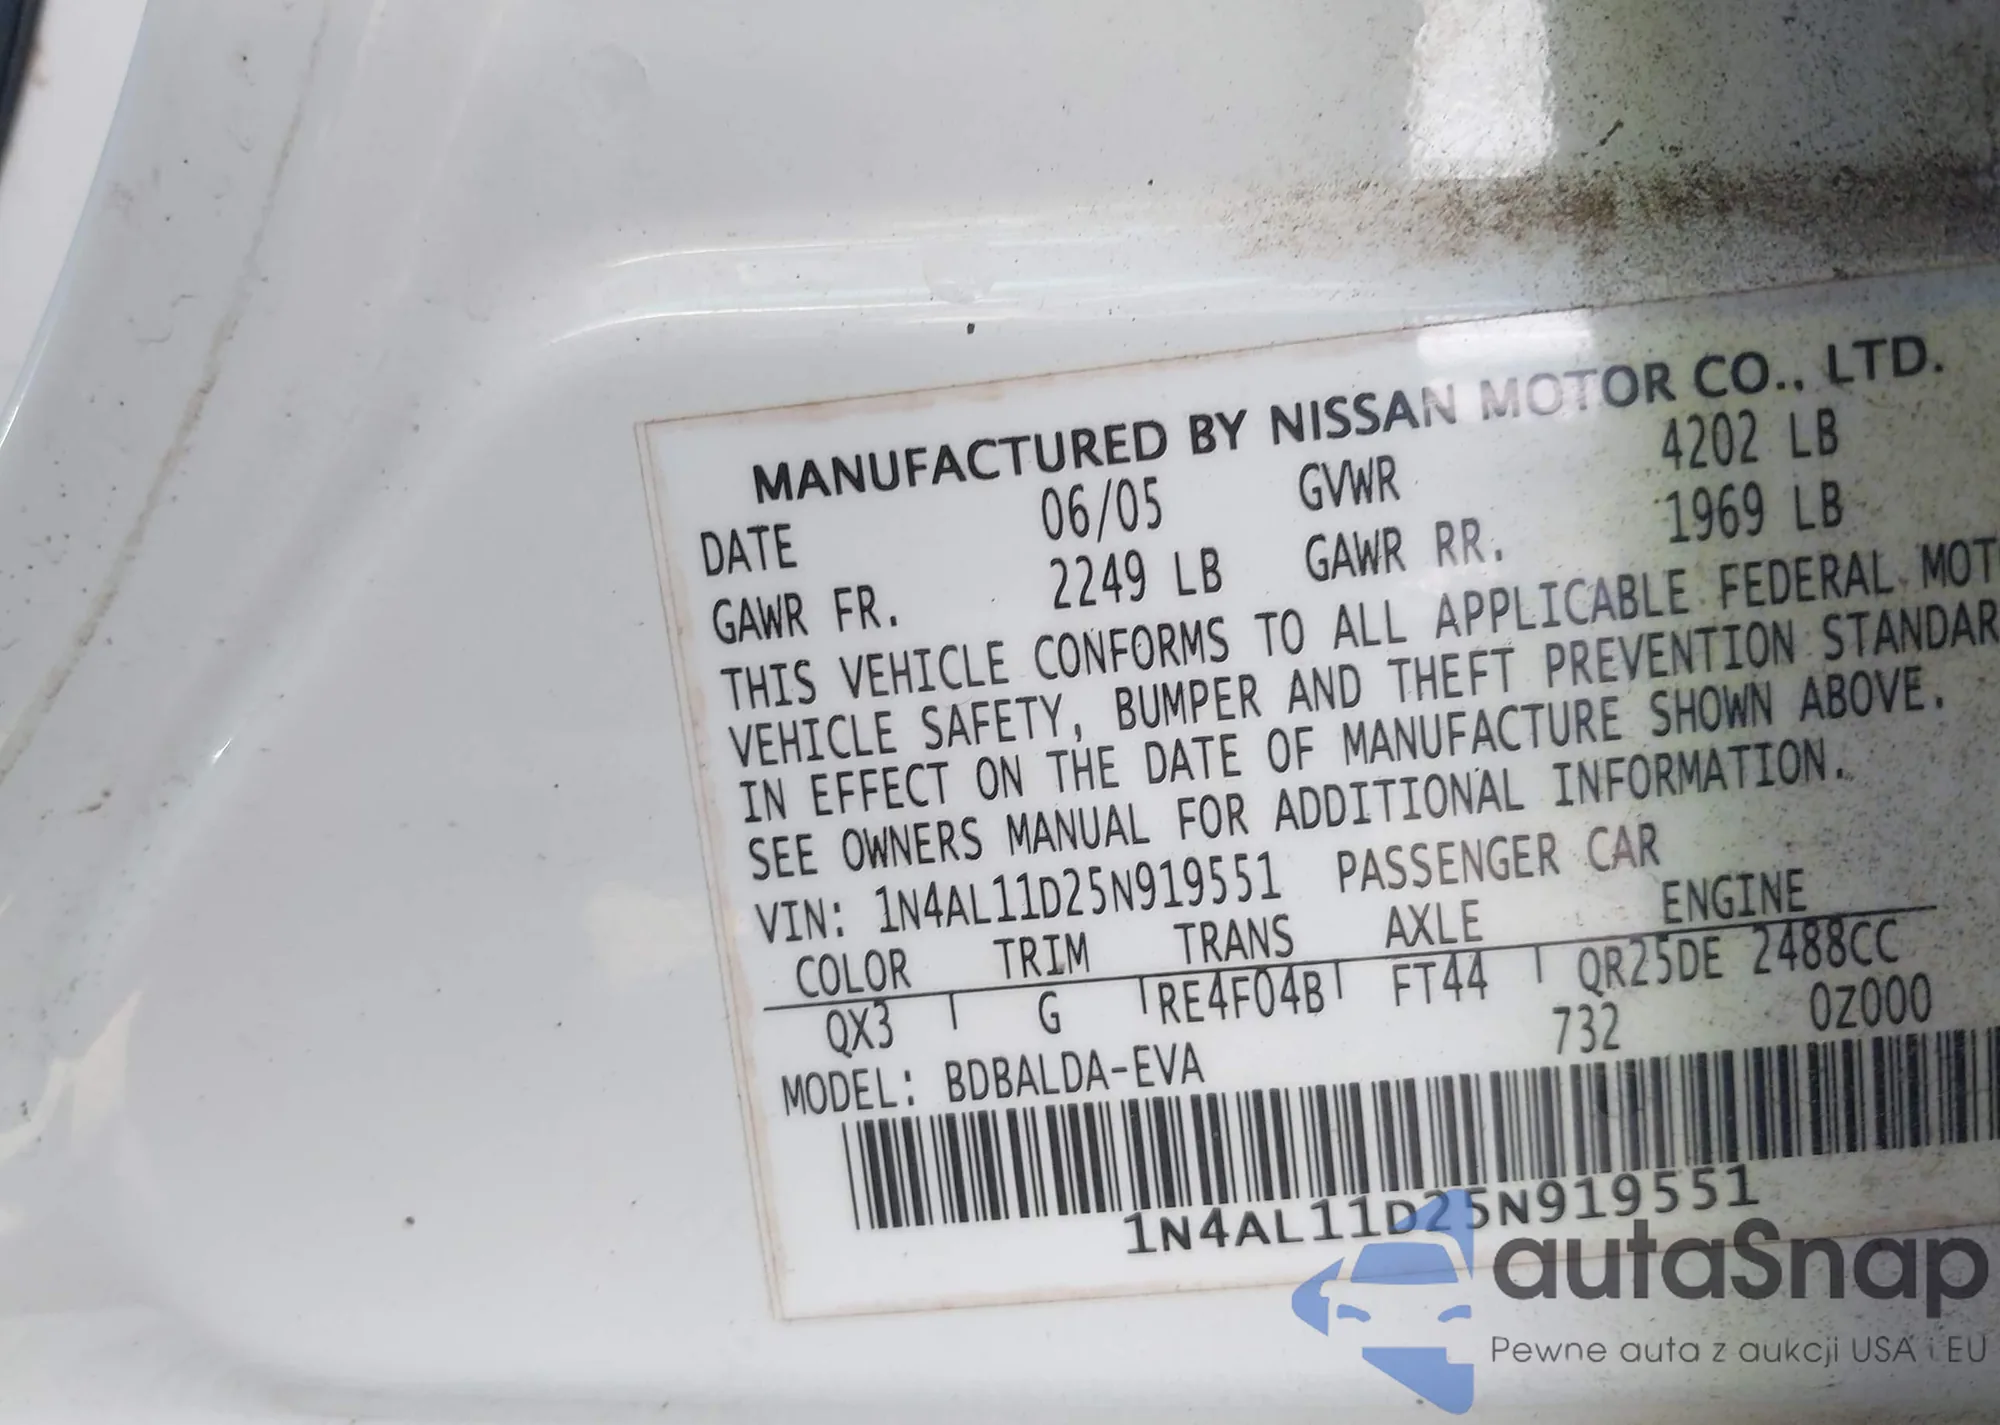 MANUFACTURED BY NISSAN MOTOR CO., LTD.
DATE 06/05 GVWR 4202 LB
GAWR FR. 2249 LB GAWR RR. 1969 LB
THIS VEHICLE CONFORMS TO ALL APPLICABLE FEDERAL MOT
VEHICLE SAFETY, BUMPER AND THEFT PREVENTION STANDAR
IN EFFECT ON THE DATE OF MANUFACTURE SHOWN ABOVE.
SEE OWNERS MANUAL FOR ADDITIONAL INFORMATION.
VIN: 1N4AL11D25N919551 PASSENGER CAR
COLOR TRIM TRANS AXLE ENGINE
QX3 G RE4F04B FT44 QR25DE 2488CC
732 0Z000
MODEL: BDBALDA-EVA
1N4AL11D25N919551
autaSnap
Pewne auta z aukcji USA i EU